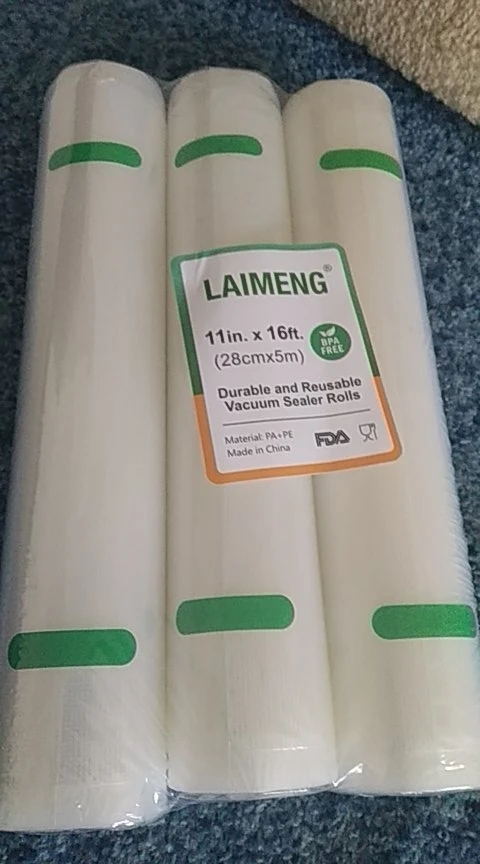 LAIMENG®
11in. x 16ft.
(28cmx5m)
BPA
FREE
Durable and Reusable
Vacuum Sealer Rolls
Material: PA+PE
Made in China
FDA